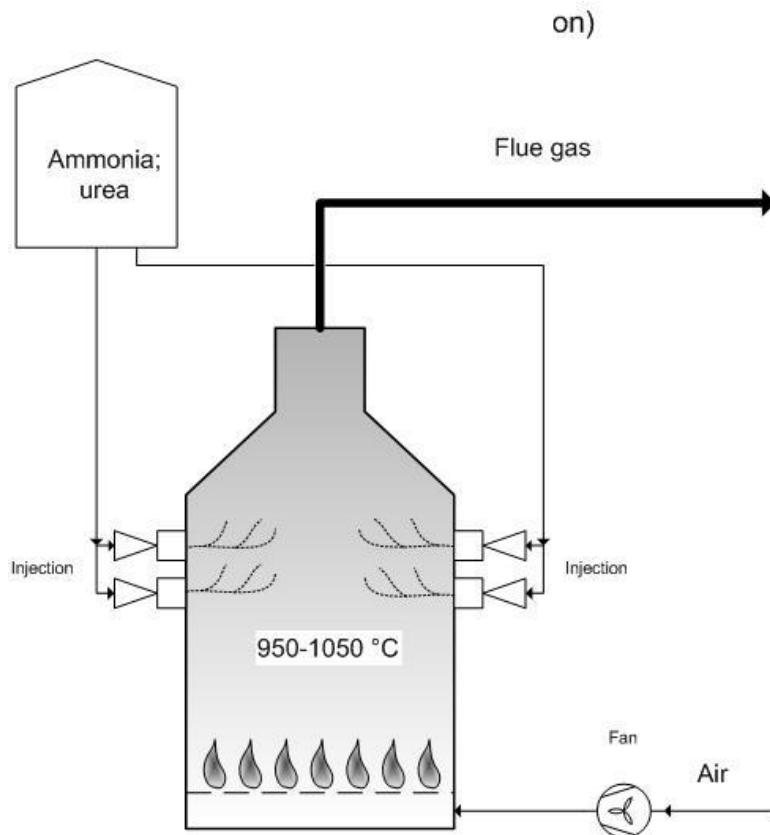 on)
Ammonia;
urea
Flue gas
Injection
Injection
950-1050 °C
Fan
Air